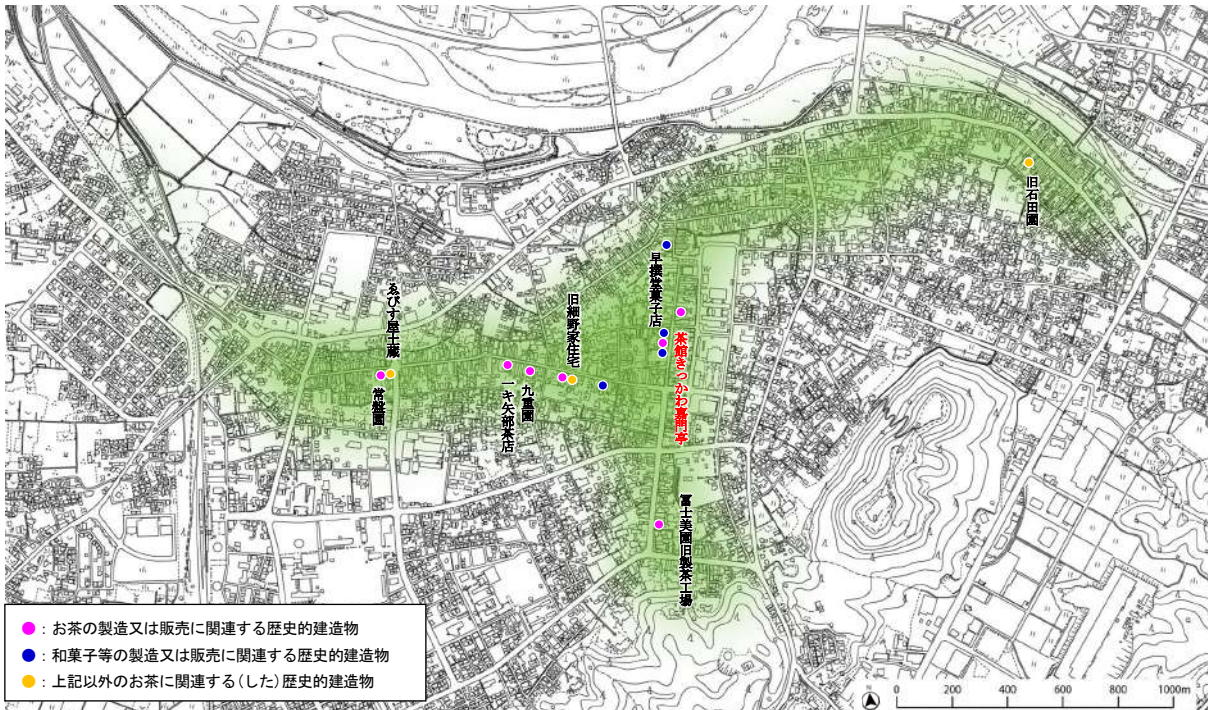 旧石田園
早撰堂菓子店
ゑびす屋土蔵
旧細野家住宅
茶館きっかわ嘉門亭
常盤園
一キ矢部茶店
九重園
冨士美園旧製茶工場
●：お茶の製造又は販売に関連する歴史的建造物
●：和菓子等の製造又は販売に関連する歴史的建造物
●：上記以外のお茶に関連する(した)歴史的建造物
N
0 200 400 600 800 1000m